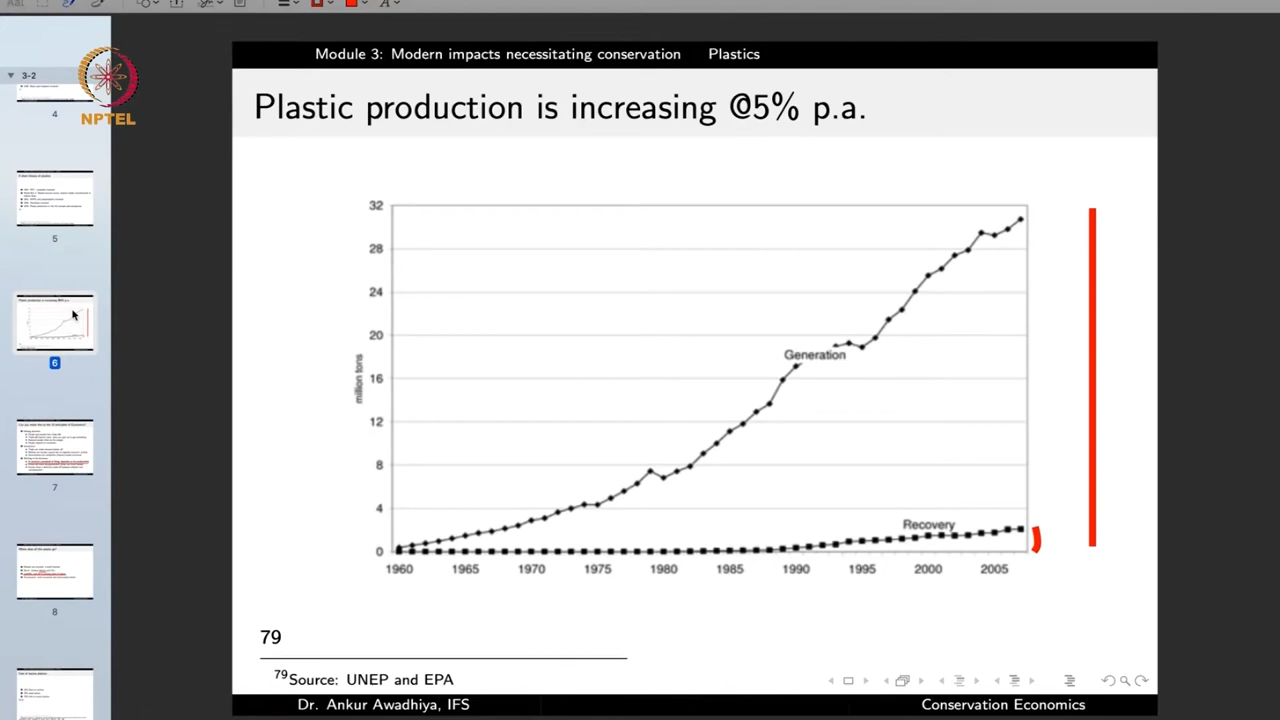 Module 3: Modern impacts necessitating conservation Plastics
Plastic production is increasing @5% p.a.
3-2
NPTEL
4
5
6
7
8
32
28
24
20
16
12
8
4
0
million tons
Generation
Recovery
1960 1970 1975 1980 1985 1990 1995 2000 2005
79
79Source: UNEP and EPA
Dr. Ankur Awadhiya, IFS Conservation Economics